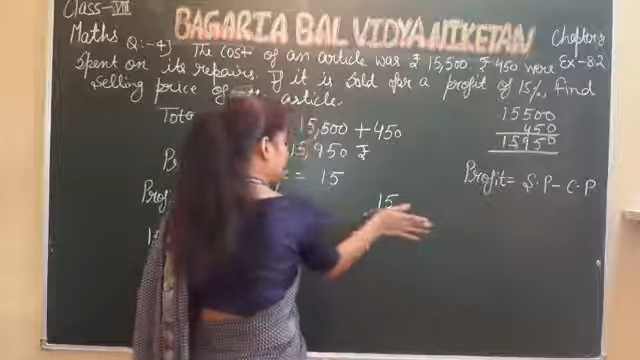 Class-VIII
BAGARIA BAL VIDYA NIKETAN
Maths
Chapter 8
Q:-4] The cost of an article was ₹ 15,500. ₹ 450 were Ex-8.2
spent on its repairs. If it is sold for a profit of 15%, find
selling price of article.
15500
450
15950
15,500 + 450
15,950 ₹
= 15
Profit = S.P - C.P
15